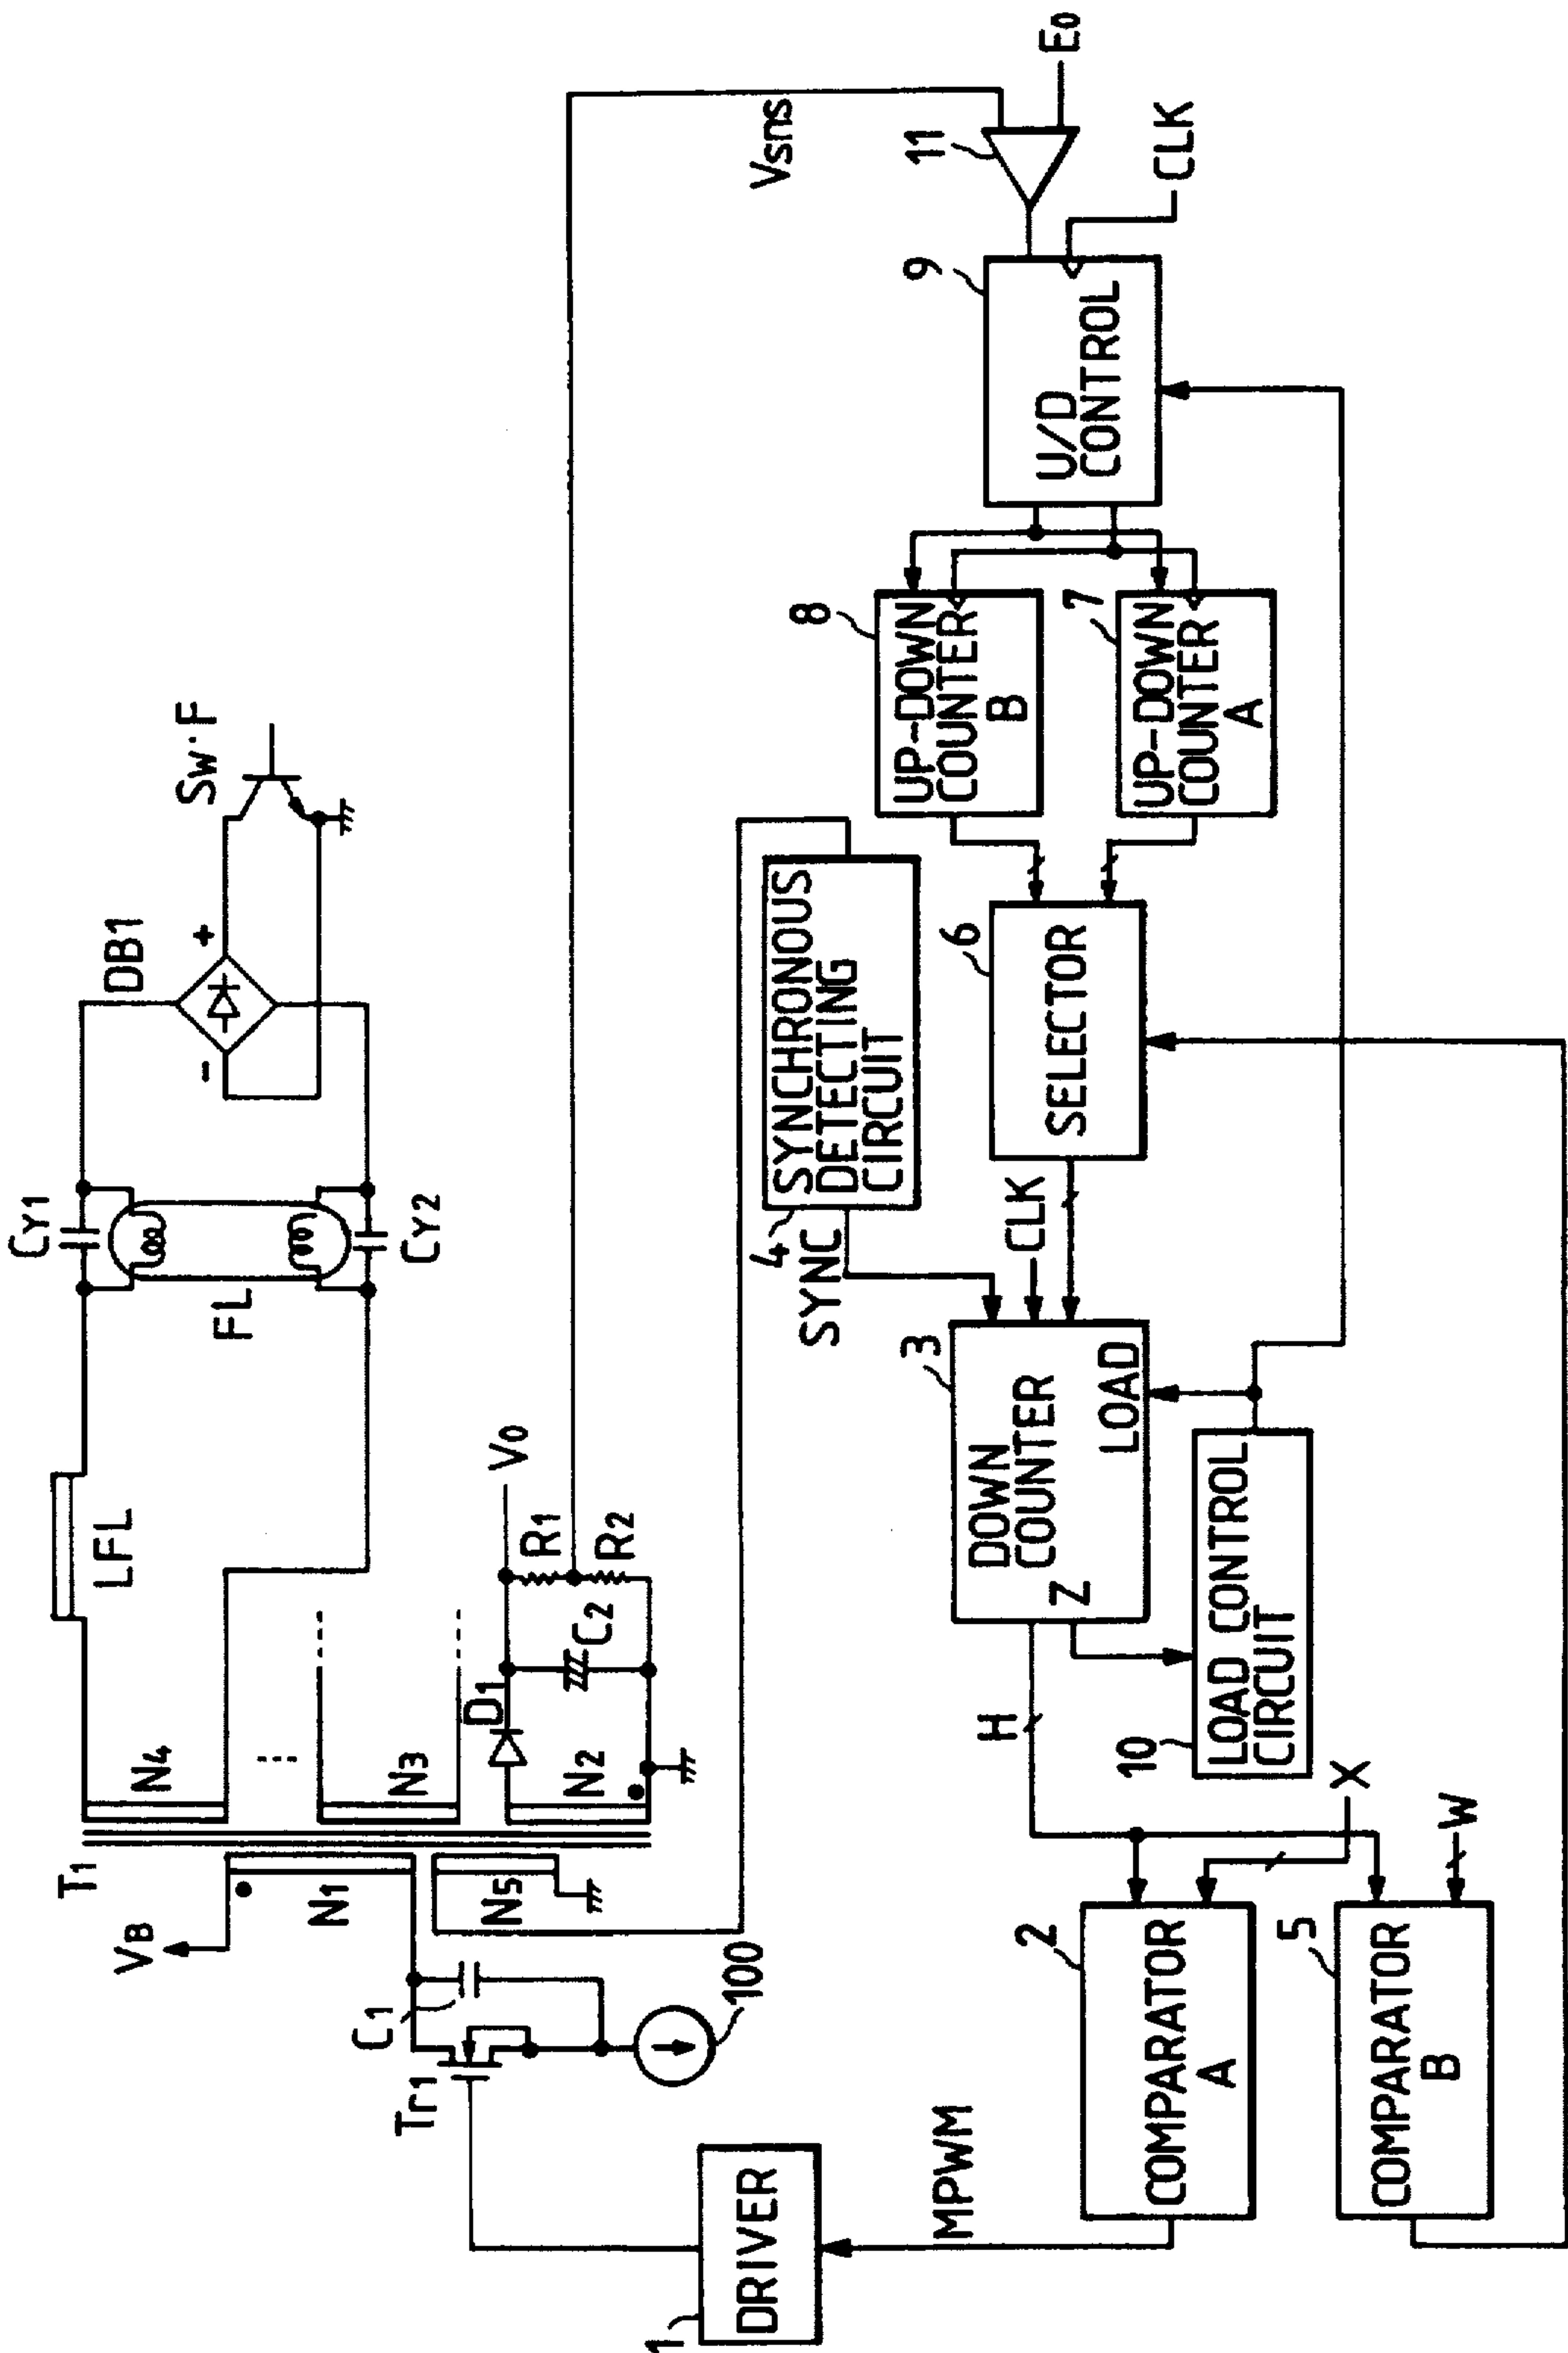 T1
VB
N1
N5
N4
N3
N2
D1
C2
R1
R2
V0
LFL
FL
CY1
CY2
DB1
+
-
SW·F
C1
Tr1
100
1
DRIVER
MPWM
2
COMPARATOR
A
5
COMPARATOR
B
X
W
H
10
LOAD CONTROL
CIRCUIT
3
DOWN
COUNTER
Z
LOAD
SYNC
CLK
4
SYNCHRONOUS
DETECTING
CIRCUIT
6
SELECTOR
8
UP-DOWN
COUNTER
B
7
UP-DOWN
COUNTER
A
9
U/D
CONTROL
11
Vsns
E0
CLK